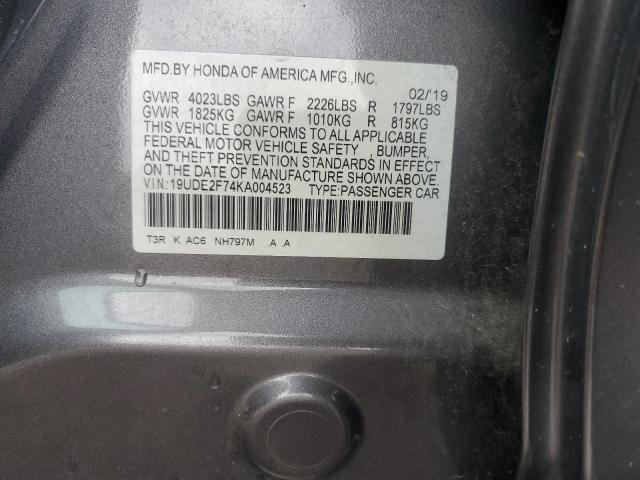 MFD.BY HONDA OF AMERICA MFG.,INC.
02/'19
GVWR 4023LBS GAWR F 2226LBS R 1797LBS
GVWR 1825KG GAWR F 1010KG R 815KG
THIS VEHICLE CONFORMS TO ALL APPLICABLE
FEDERAL MOTOR VEHICLE SAFETY , BUMPER,
AND THEFT PREVENTION STANDARDS IN EFFECT
ON THE DATE OF MANUFACTURE SHOWN ABOVE.
V.I.N:19UDE2F74KA004523 TYPE:PASSENGER CAR
T3R K AC6 NH797M .A .A